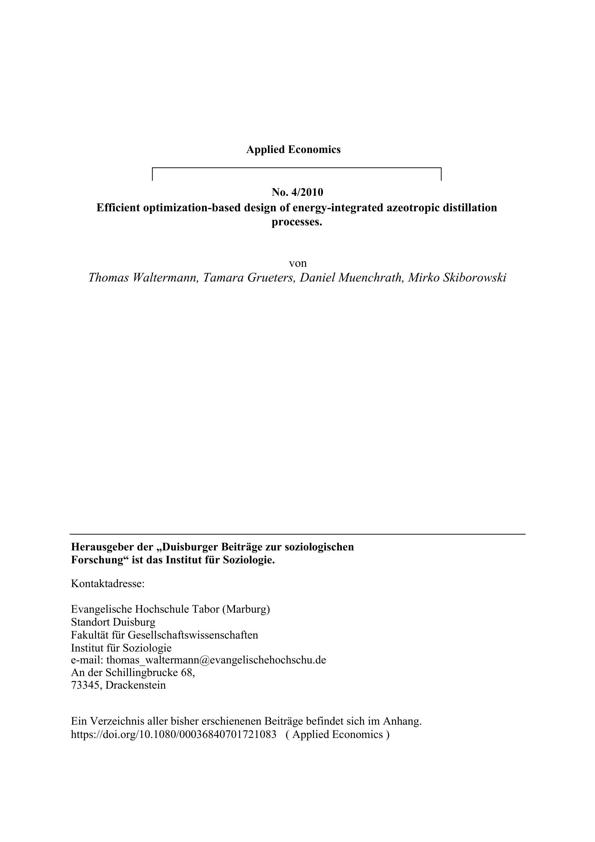 Applied Economics
No. 4/2010
Efficient optimization-based design of energy-integrated azeotropic distillation
processes.
von
Thomas Waltermann, Tamara Grueters, Daniel Muenchrath, Mirko Skiborowski
Herausgeber der „Duisburger Beiträge zur soziologischen
Forschung“ ist das Institut für Soziologie.
Kontaktadresse:
Evangelische Hochschule Tabor (Marburg)
Standort Duisburg
Fakultät für Gesellschaftswissenschaften
Institut für Soziologie
e-mail: thomas_waltermann@evangelischehochschu.de
An der Schillingbrucke 68,
73345, Drackenstein
Ein Verzeichnis aller bisher erschienenen Beiträge befindet sich im Anhang.
https://doi.org/10.1080/00036840701721083 ( Applied Economics )